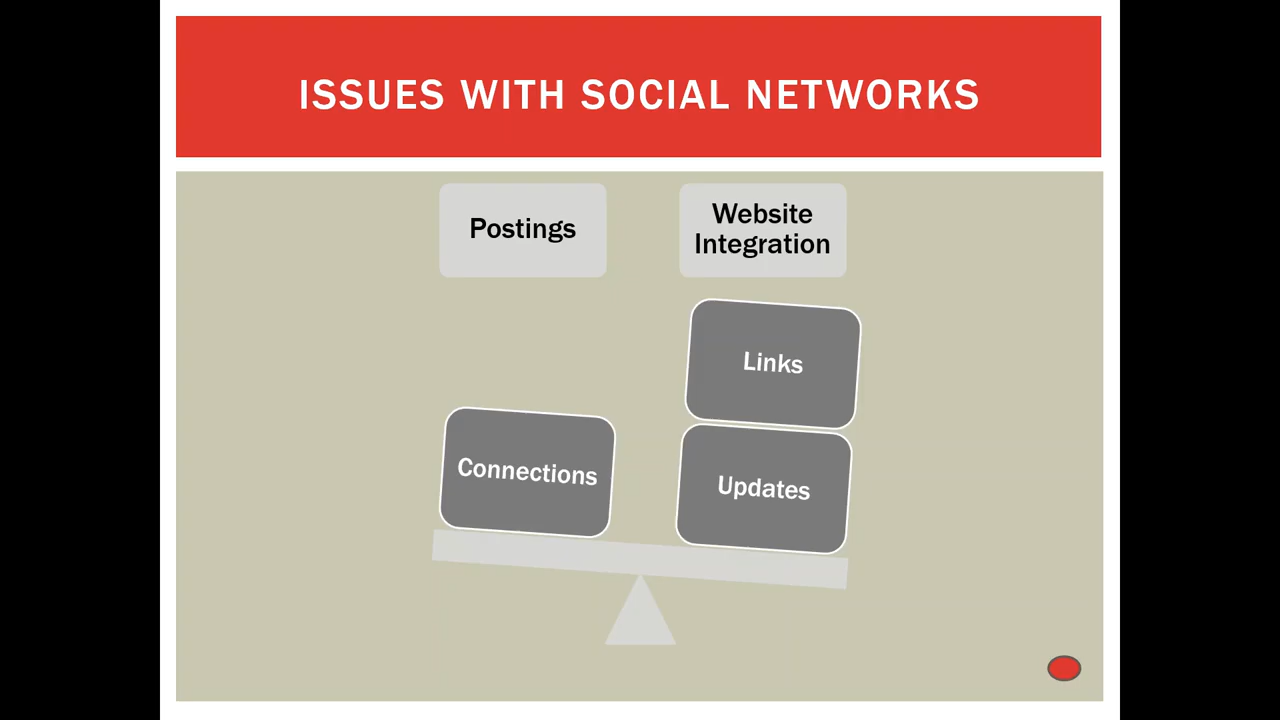 ISSUES WITH SOCIAL NETWORKS
Postings
Website
Integration
Links
Connections
Updates